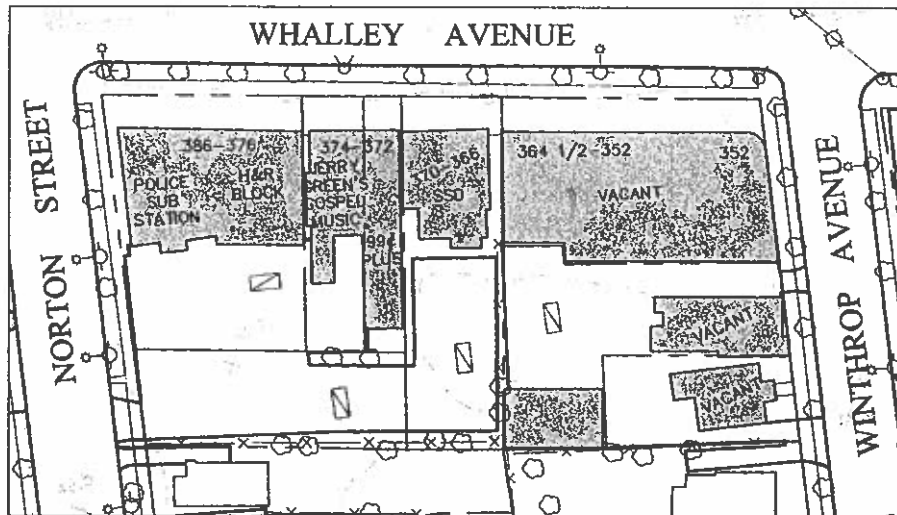 WHALLEY AVENUE
NORTON STREET
WINTHROP AVENUE
386-376
POLICE
SUB
STATION
H&R
BLOCK
374-372
JERRY
GREEN'S
GOSPEL
MUSIC
99¢
PLUS
370-366
SSD
364 1/2 -352
352
VACANT
VACANT
VACANT